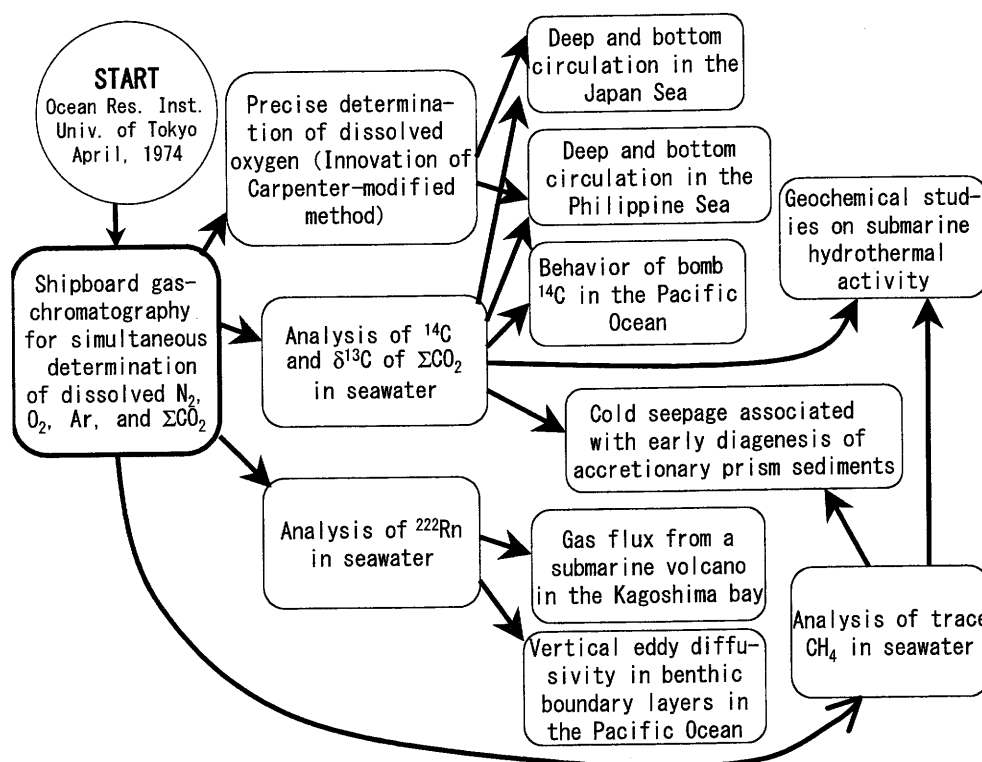 START
Ocean Res. Inst.
Univ. of Tokyo
April, 1974
Shipboard gas-
chromatography
for simultaneous
determination
of dissolved N₂,
O₂, Ar, and ΣCO₂
Precise determina-
tion of dissolved
oxygen (Innovation of
Carpenter-modified
method)
Analysis of ¹⁴C
and δ¹³C of ΣCO₂
in seawater
Analysis of ²²²Rn
in seawater
Deep and bottom
circulation in the
Japan Sea
Deep and bottom
circulation in the
Philippine Sea
Behavior of bomb
¹⁴C in the Pacific
Ocean
Geochemical stud-
ies on submarine
hydrothermal
activity
Cold seepage associated
with early diagenesis of
accretionary prism sediments
Gas flux from a
submarine volcano
in the Kagoshima bay
Vertical eddy diffu-
sivity in benthic
boundary layers in
the Pacific Ocean
Analysis of trace
CH₄ in seawater